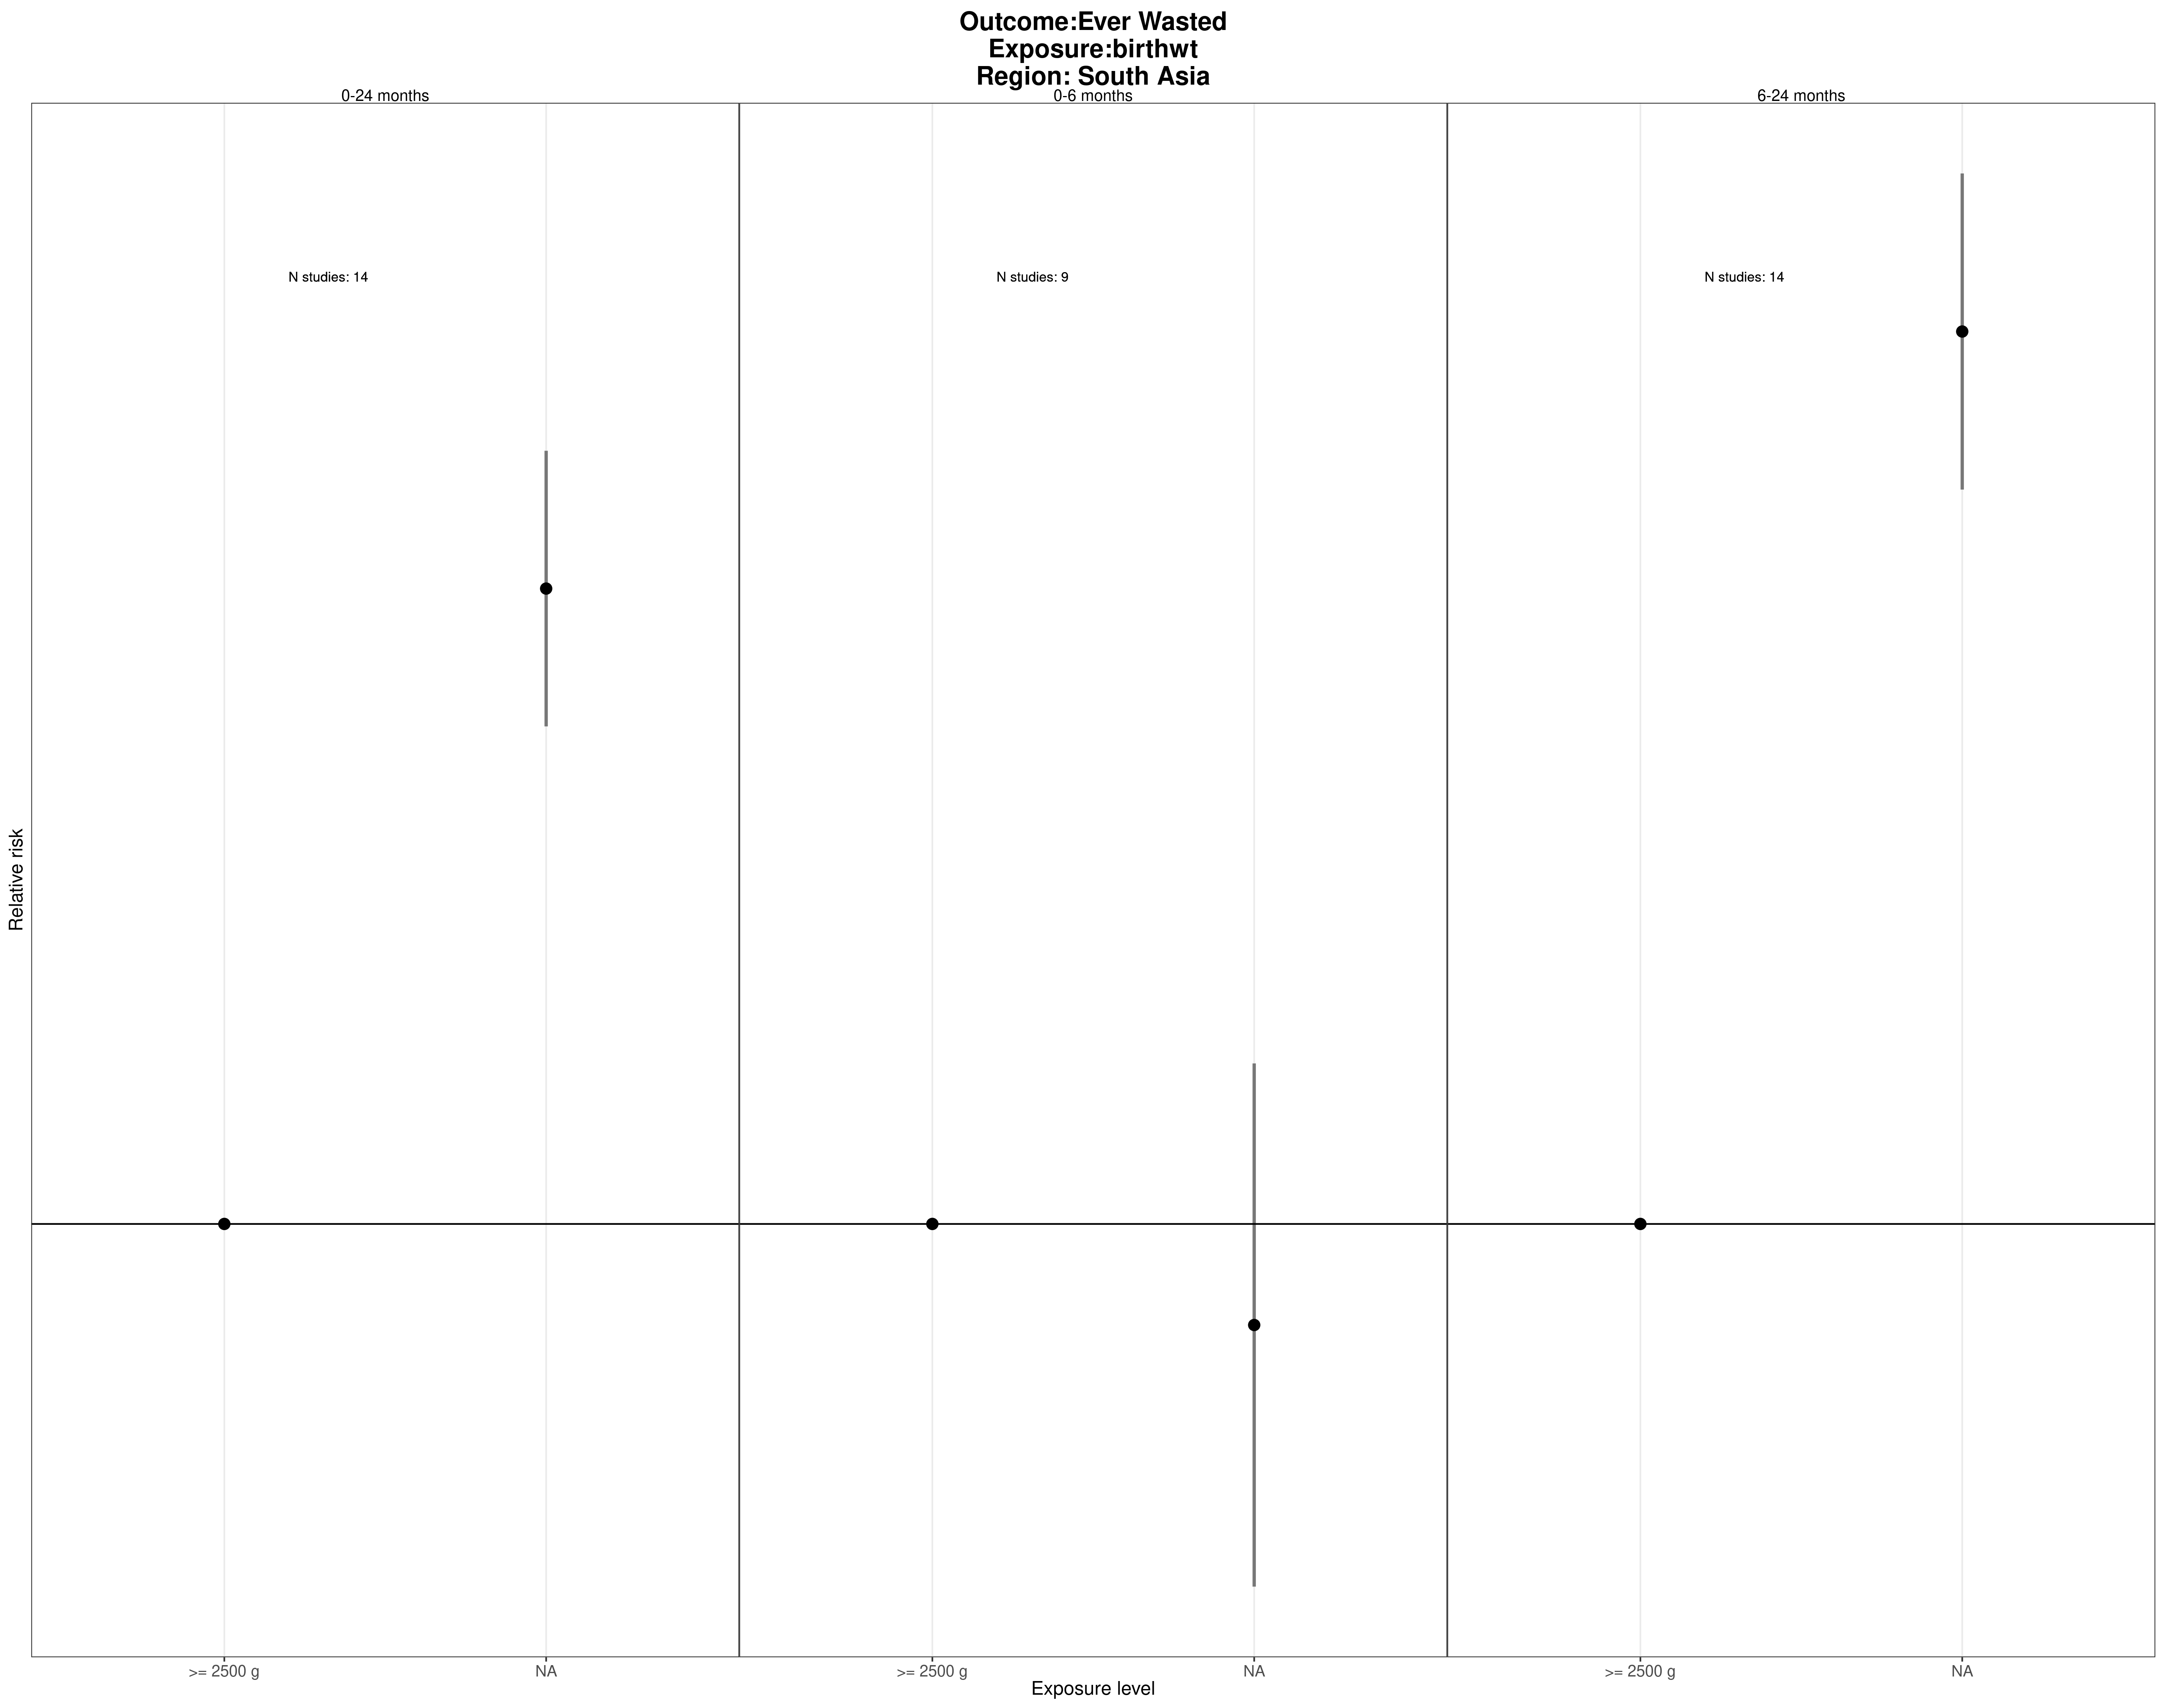 Outcome:Ever Wasted
Exposure:birthwt
Region: South Asia
0-24 months
0-6 months
6-24 months
N studies: 14
N studies: 9
N studies: 14
Relative risk
>= 2500 g
NA
>= 2500 g
NA
>= 2500 g
NA
Exposure level